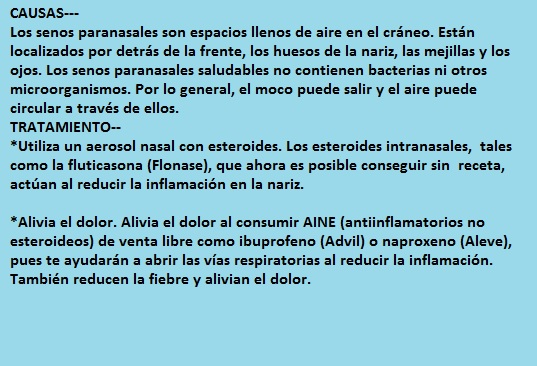 CAUSAS---
Los senos paranasales son espacios llenos de aire en el cráneo. Están
localizados por detrás de la frente, los huesos de la nariz, las mejillas y los
ojos. Los senos paranasales saludables no contienen bacterias ni otros
microorganismos. Por lo general, el moco puede salir y el aire puede
circular a través de ellos.
TRATAMIENTO--
*Utiliza un aerosol nasal con esteroides. Los esteroides intranasales, tales
como la fluticasona (Flonase), que ahora es posible conseguir sin receta,
actúan al reducir la inflamación en la nariz.
*Alivia el dolor. Alivia el dolor al consumir AINE (antiinflamatorios no
esteroideos) de venta libre como ibuprofeno (Advil) o naproxeno (Aleve),
pues te ayudarán a abrir las vías respiratorias al reducir la inflamación.
También reducen la fiebre y alivian el dolor.